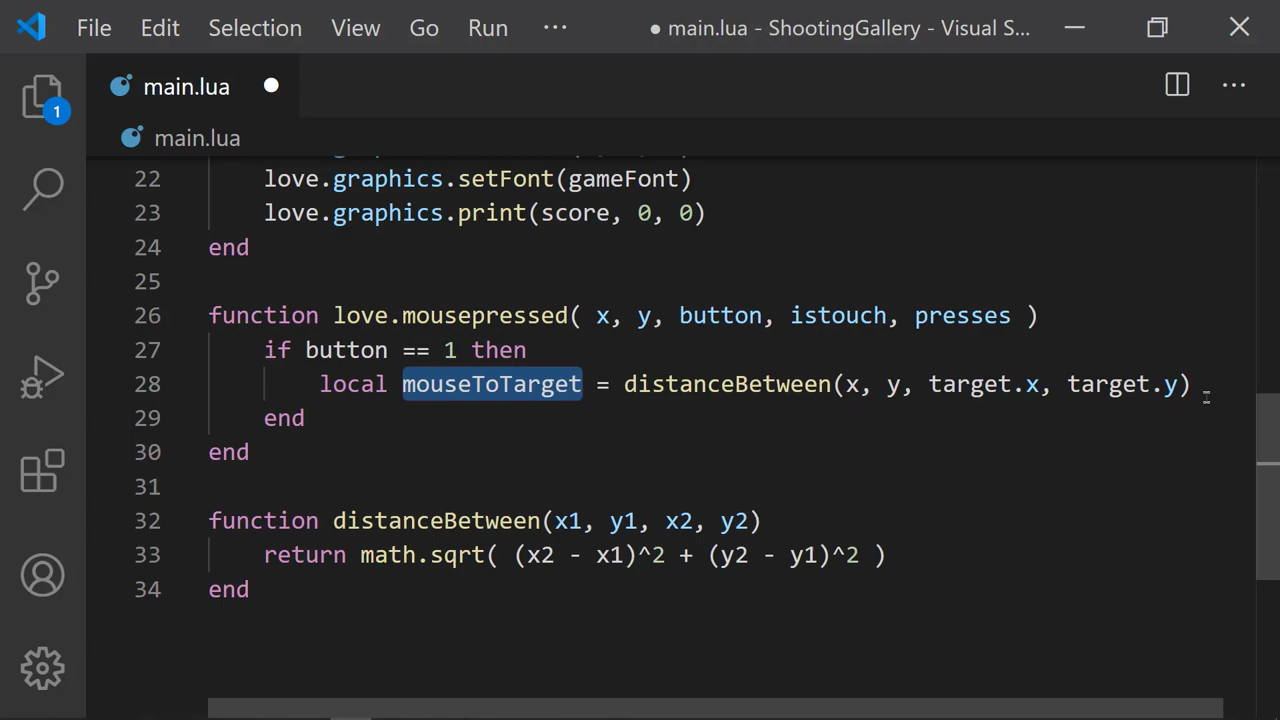 File Edit Selection View Go Run ··· ● main.lua - ShootingGallery - Visual S...
main.lua
1
main.lua
22 love.graphics.setFont(gameFont)
23 love.graphics.print(score, 0, 0)
24 end
25
26 function love.mousepressed( x, y, button, istouch, presses )
27 if button == 1 then
28 local mouseToTarget = distanceBetween(x, y, target.x, target.y)
29 end
30 end
31
32 function distanceBetween(x1, y1, x2, y2)
33 return math.sqrt( (x2 - x1)^2 + (y2 - y1)^2 )
34 end